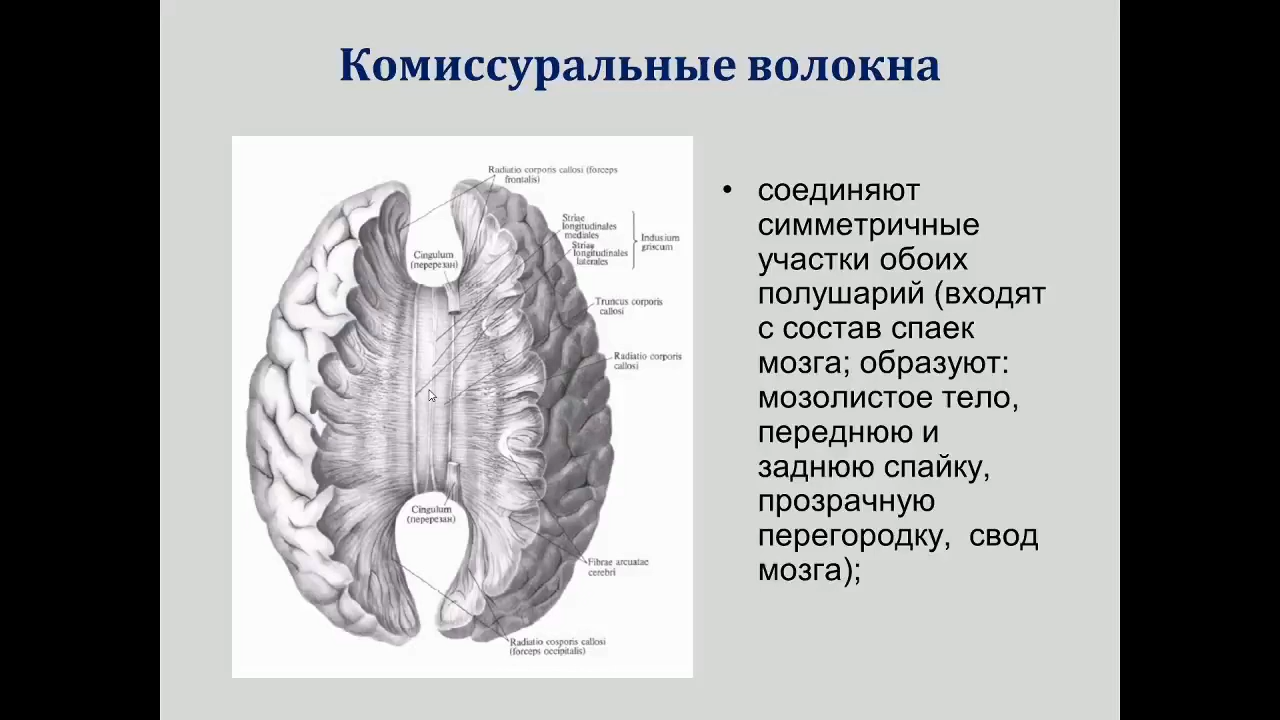 Комиссуральные волокна
Radiatio corporis callosi (forceps
frontalis)
Striae
longitudinales
mediales
Striae
longitudinales
laterales
Indusium
griscum
Cingulum
(перерезан)
Truncus corporis
callosi
Radiatio corporis
callosi
Cingulum
(перерезан)
Fibrae arcuatae
cerebri
Radiatio cosporis callosi
(forceps occipitalis)
• соединяют
симметричные
участки обоих
полушарий (входят
с состав спаек
мозга; образуют:
мозолистое тело,
переднюю и
заднюю спайку,
прозрачную
перегородку, свод
мозга);